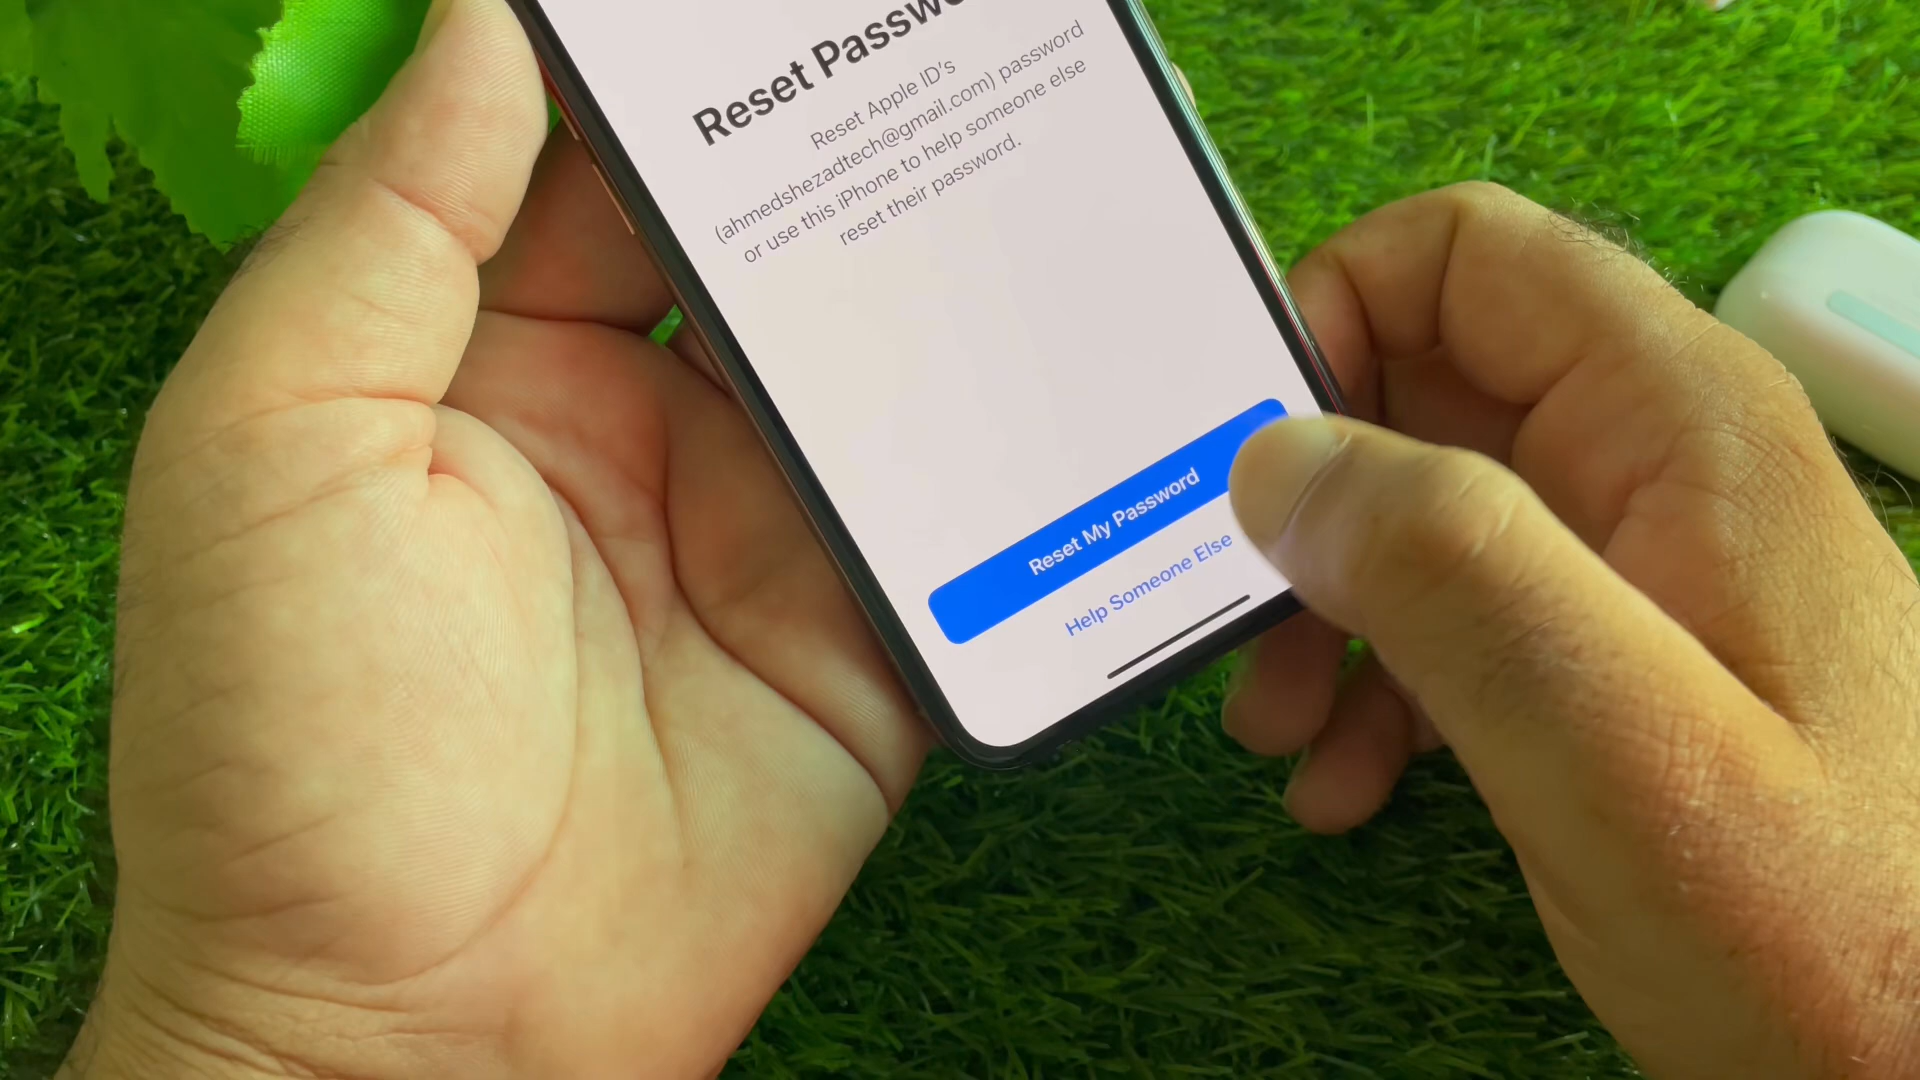 Reset
Reset Apple ID's
(ahmedshezadtech@gmail.com) password
or use this iPhone to help someone else
reset their password.
Reset My Password
Help Someone Else